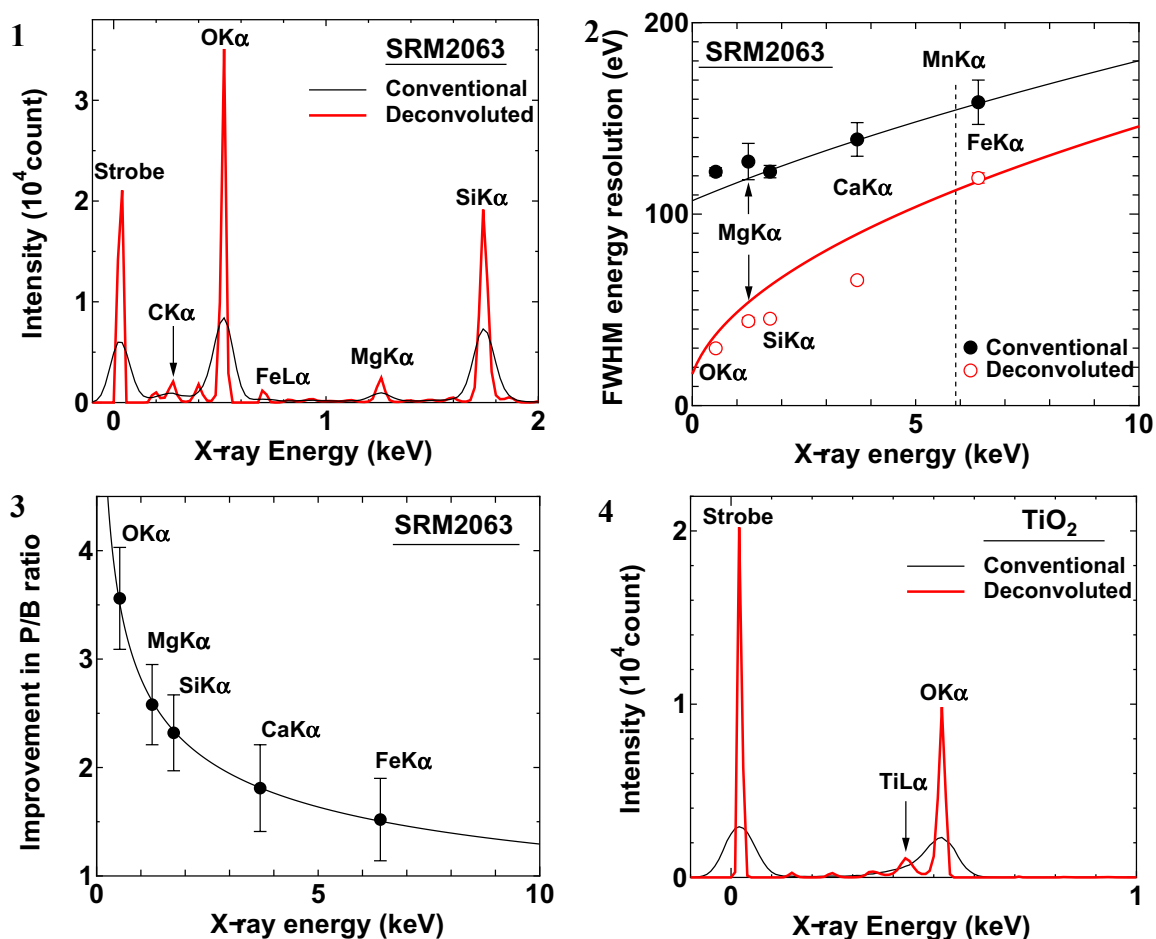 1
OKα
SRM2063
Conventional
Deconvoluted
Strobe
SiKα
CKα
MgKα
FeLα
3
2
1
0
0
1
2
Intensity (10⁴count)
X-ray Energy (keV)
2
SRM2063
MnKα
FeKα
CaKα
MgKα
SiKα
OKα
Conventional
Deconvoluted
200
100
0
0
5
10
FWHM energy resolution (eV)
X-ray energy (keV)
3
SRM2063
OKα
MgKα
SiKα
CaKα
FeKα
4
3
2
1
0
5
10
Improvement in P/B ratio
X-ray energy (keV)
4
Strobe
TiO₂
Conventional
Deconvoluted
OKα
TiLα
2
1
0
0
1
Intensity (10⁴count)
X-ray Energy (keV)